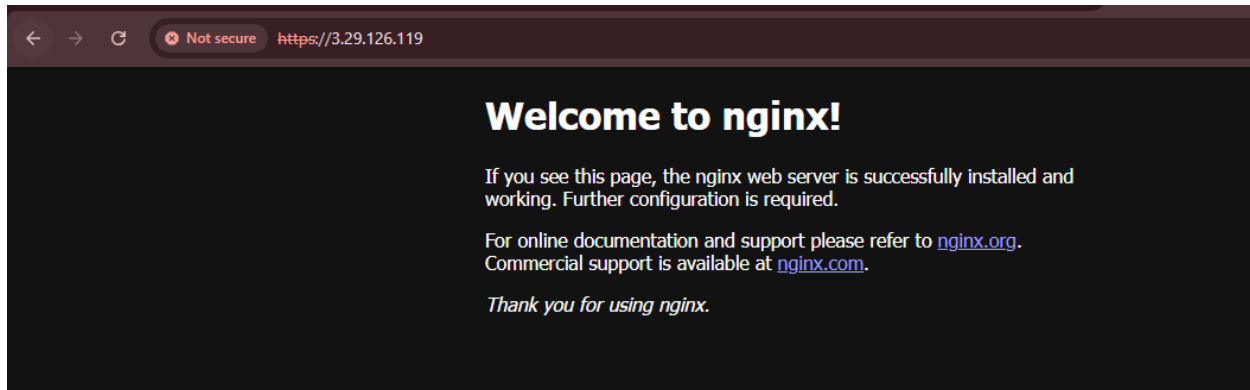 Not secure https://3.29.126.119
Welcome to nginx!
If you see this page, the nginx web server is successfully installed and
working. Further configuration is required.
For online documentation and support please refer to nginx.org.
Commercial support is available at nginx.com.
Thank you for using nginx.